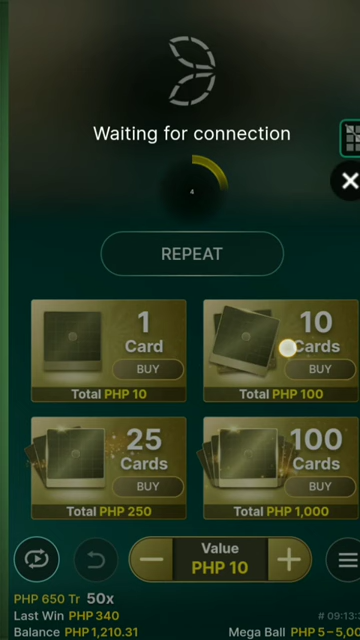 Waiting for connection
4
REPEAT
1
Card
BUY
Total PHP 10
10
Cards
BUY
Total PHP 100
25
Cards
BUY
Total PHP 250
100
Cards
BUY
Total PHP 1,000
Value
PHP 10
PHP 650 Tr 50x
Last Win PHP 340
# 09:13:3
Balance PHP 1,210.31
Mega Ball PHP 5 – 5,00